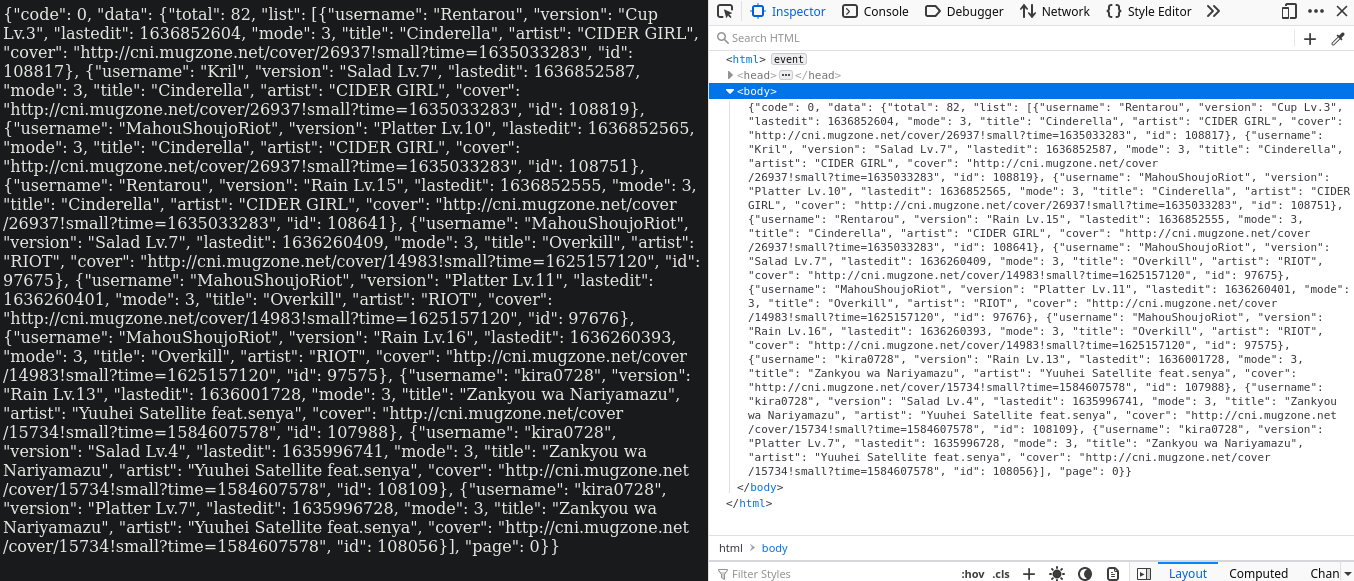 {"code": 0, "data": {"total": 82, "list": [{"username": "Rentarou", "version": "Cup
Lv.3", "lastedit": 1636852604, "mode": 3, "title": "Cinderella", "artist": "CIDER GIRL",
"cover": "http://cni.mugzone.net/cover/26937!small?time=1635033283", "id":
108817}, {"username": "Kril", "version": "Salad Lv.7", "lastedit": 1636852587,
"mode": 3, "title": "Cinderella", "artist": "CIDER GIRL", "cover":
"http://cni.mugzone.net/cover/26937!small?time=1635033283", "id": 108819},
{"username": "MahouShoujoRiot", "version": "Platter Lv.10", "lastedit": 1636852565,
"mode": 3, "title": "Cinderella", "artist": "CIDER GIRL", "cover":
"http://cni.mugzone.net/cover/26937!small?time=1635033283", "id": 108751},
{"username": "Rentarou", "version": "Rain Lv.15", "lastedit": 1636852555, "mode": 3,
"title": "Cinderella", "artist": "CIDER GIRL", "cover": "http://cni.mugzone.net/cover
/26937!small?time=1635033283", "id": 108641}, {"username": "MahouShoujoRiot",
"version": "Salad Lv.7", "lastedit": 1636260409, "mode": 3, "title": "Overkill", "artist":
"RIOT", "cover": "http://cni.mugzone.net/cover/14983!small?time=1625157120", "id":
97675}, {"username": "MahouShoujoRiot", "version": "Platter Lv.11", "lastedit":
1636260401, "mode": 3, "title": "Overkill", "artist": "RIOT", "cover":
"http://cni.mugzone.net/cover/14983!small?time=1625157120", "id": 97676},
{"username": "MahouShoujoRiot", "version": "Rain Lv.16", "lastedit": 1636260393,
"mode": 3, "title": "Overkill", "artist": "RIOT", "cover": "http://cni.mugzone.net/cover
/14983!small?time=1625157120", "id": 97575}, {"username": "kira0728", "version":
"Rain Lv.13", "lastedit": 1636001728, "mode": 3, "title": "Zankyou wa Nariyamazu",
"artist": "Yuuhei Satellite feat.senya", "cover": "http://cni.mugzone.net/cover
/15734!small?time=1584607578", "id": 107988}, {"username": "kira0728",
"version": "Salad Lv.4", "lastedit": 1635996741, "mode": 3, "title": "Zankyou wa
Nariyamazu", "artist": "Yuuhei Satellite feat.senya", "cover": "http://cni.mugzone.net
/cover/15734!small?time=1584607578", "id": 108109}, {"username": "kira0728",
"version": "Platter Lv.7", "lastedit": 1635996728, "mode": 3, "title": "Zankyou wa
Nariyamazu", "artist": "Yuuhei Satellite feat.senya", "cover": "http://cni.mugzone.net
/cover/15734!small?time=1584607578", "id": 108056}], "page": 0}}
Inspector Console Debugger Network Style Editor
Search HTML
<html> event
<head> ··· </head>
<body>
{"code": 0, "data": {"total": 82, "list": [{"username": "Rentarou", "version": "Cup Lv.3",
"lastedit": 1636852604, "mode": 3, "title": "Cinderella", "artist": "CIDER GIRL", "cover":
"http://cni.mugzone.net/cover/26937!small?time=1635033283", "id": 108817}, {"username":
"Kril", "version": "Salad Lv.7", "lastedit": 1636852587, "mode": 3, "title": "Cinderella",
"artist": "CIDER GIRL", "cover": "http://cni.mugzone.net/cover
/26937!small?time=1635033283", "id": 108819}, {"username": "MahouShoujoRiot", "version":
"Platter Lv.10", "lastedit": 1636852565, "mode": 3, "title": "Cinderella", "artist": "CIDER
GIRL", "cover": "http://cni.mugzone.net/cover/26937!small?time=1635033283", "id": 108751},
{"username": "Rentarou", "version": "Rain Lv.15", "lastedit": 1636852555, "mode": 3,
"title": "Cinderella", "artist": "CIDER GIRL", "cover": "http://cni.mugzone.net/cover
/26937!small?time=1635033283", "id": 108641}, {"username": "MahouShoujoRiot", "version":
"Salad Lv.7", "lastedit": 1636260409, "mode": 3, "title": "Overkill", "artist": "RIOT",
"cover": "http://cni.mugzone.net/cover/14983!small?time=1625157120", "id": 97675},
{"username": "MahouShoujoRiot", "version": "Platter Lv.11", "lastedit": 1636260401, "mode":
3, "title": "Overkill", "artist": "RIOT", "cover": "http://cni.mugzone.net/cover
/14983!small?time=1625157120", "id": 97676}, {"username": "MahouShoujoRiot", "version":
"Rain Lv.16", "lastedit": 1636260393, "mode": 3, "title": "Overkill", "artist": "RIOT",
"cover": "http://cni.mugzone.net/cover/14983!small?time=1625157120", "id": 97575},
{"username": "kira0728", "version": "Rain Lv.13", "lastedit": 1636001728, "mode": 3,
"title": "Zankyou wa Nariyamazu", "artist": "Yuuhei Satellite feat.senya", "cover":
"http://cni.mugzone.net/cover/15734!small?time=1584607578", "id": 107988}, {"username":
"kira0728", "version": "Salad Lv.4", "lastedit": 1635996741, "mode": 3, "title": "Zankyou
wa Nariyamazu", "artist": "Yuuhei Satellite feat.senya", "cover": "http://cni.mugzone.net
/cover/15734!small?time=1584607578", "id": 108109}, {"username": "kira0728", "version":
"Platter Lv.7", "lastedit": 1635996728, "mode": 3, "title": "Zankyou wa Nariyamazu",
"artist": "Yuuhei Satellite feat.senya", "cover": "http://cni.mugzone.net/cover
/15734!small?time=1584607578", "id": 108056}], "page": 0}}
</body>
</html>
html > body
Filter Styles :hov .cls Layout Computed Chan